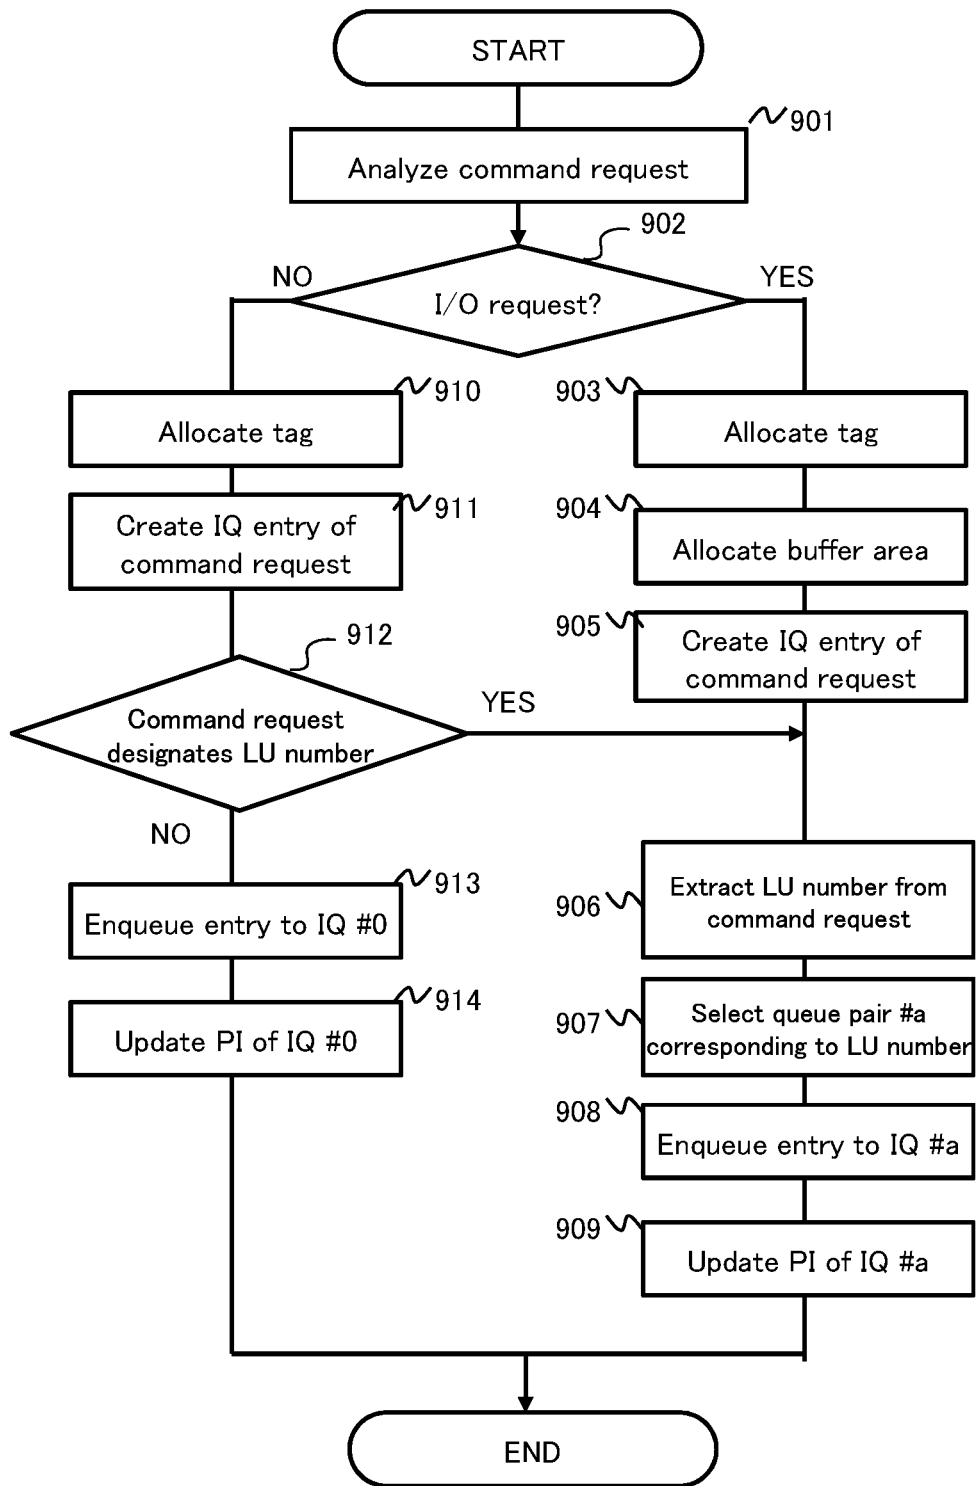 START
901
Analyze command request
902
NO
YES
I/O request?
910
903
Allocate tag
Allocate tag
911
904
Create IQ entry of
command request
Allocate buffer area
905
Create IQ entry of
command request
912
YES
Command request
designates LU number
NO
913
Enqueue entry to IQ #0
914
Update PI of IQ #0
906
Extract LU number from
command request
907
Select queue pair #a
corresponding to LU number
908
Enqueue entry to IQ #a
909
Update PI of IQ #a
END